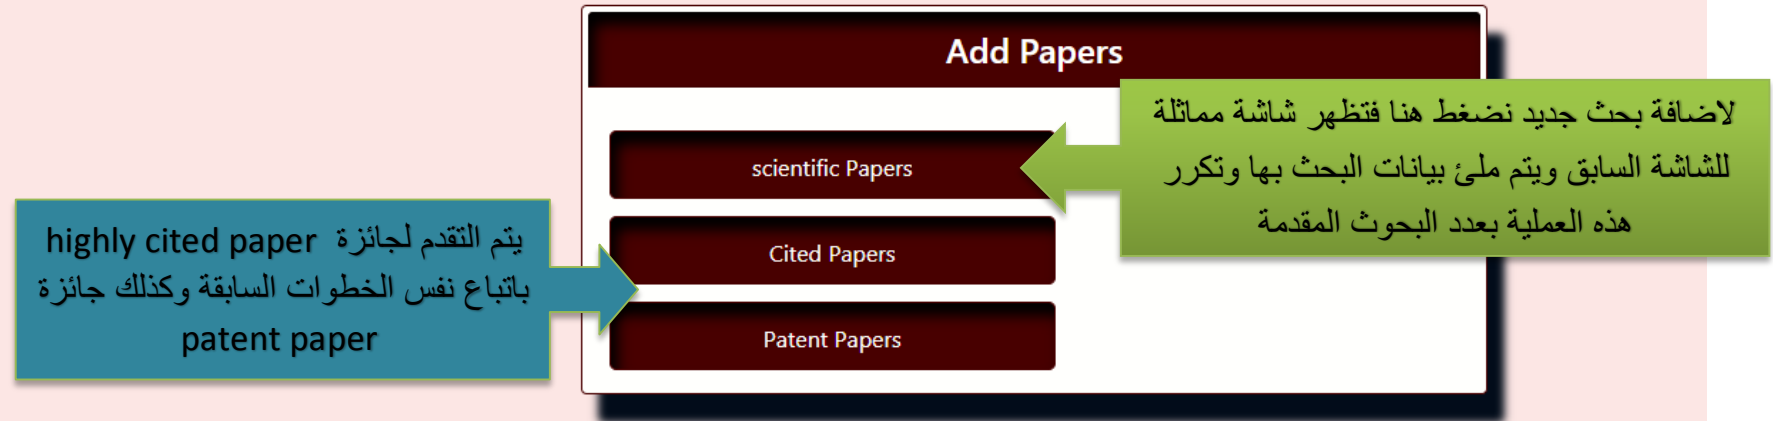 Add Papers
لاضافة بحث جديد نضغط هنا فتظهر شاشة مماثلة
للشاشة السابق ويتم ملئ بيانات البحث بها وتكرر
هذه العملية بعدد البحوث المقدمة
scientific Papers
Cited Papers
Patent Papers
يتم التقدم لجائزة highly cited paper
باتباع نفس الخطوات السابقة وكذلك جائزة
patent paper